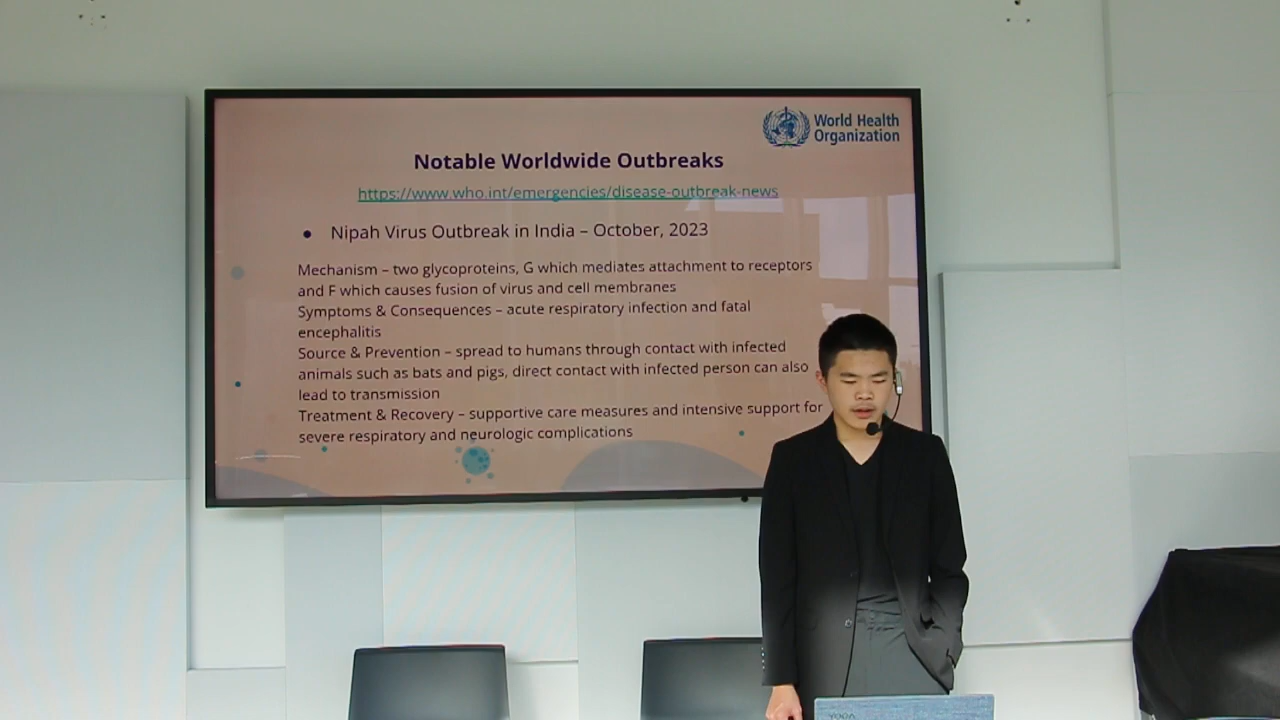 World Health
Organization
Notable Worldwide Outbreaks
https://www.who.int/emergencies/disease-outbreak-news
● Nipah Virus Outbreak in India – October, 2023
Mechanism – two glycoproteins, G which mediates attachment to receptors
and F which causes fusion of virus and cell membranes
Symptoms & Consequences – acute respiratory infection and fatal
encephalitis
Source & Prevention – spread to humans through contact with infected
animals such as bats and pigs, direct contact with infected person can also
lead to transmission
Treatment & Recovery – supportive care measures and intensive support for
severe respiratory and neurologic complications
YOGA